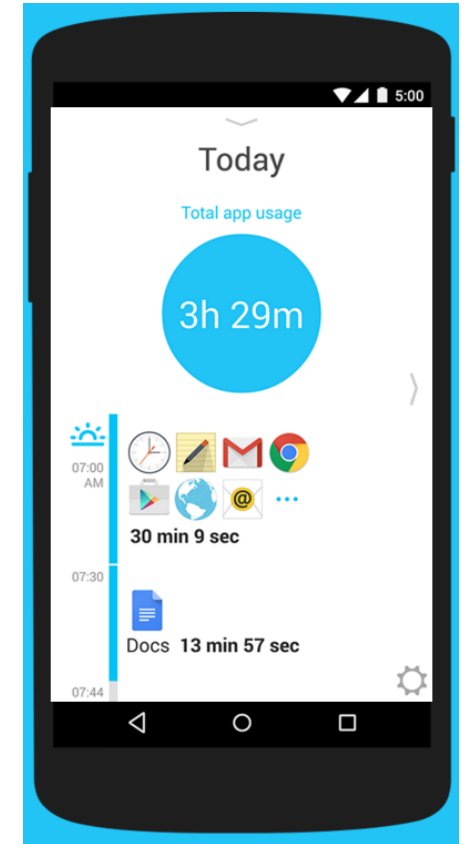 5:00
Today
Total app usage
3h 29m
07:00
AM
@
30 min 9 sec
07:30
Docs 13 min 57 sec
07:44